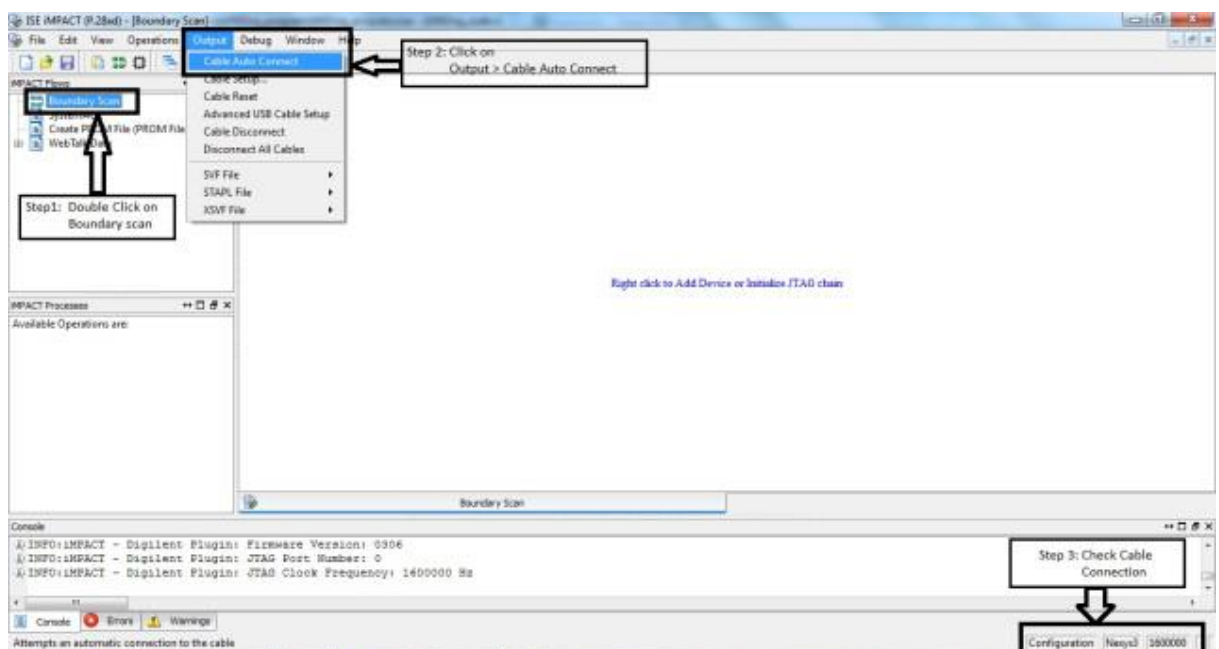 ISE iMPACT (P.28xd) - [Boundary Scan]
File Edit View Operations Output Debug Window Help
Cable Auto Connect
Cable Setup...
Cable Reset
Advanced USB Cable Setup
Cable Disconnect
Disconnect All Cables
SVF File
STAPL File
XSVF File
Step 2: Click on
Output > Cable Auto Connect
iMPACT Flows
Boundary Scan
SystemACE
Create PROM File (PROM File
WebTalk Data
Step1: Double Click on
Boundary scan
Right click to Add Device or Initialize JTAG chain
iMPACT Processes
Available Operations are:
Boundary Scan
Console
INFO:iMPACT - Digilent Plugin: Firmware Version: 0306
INFO:iMPACT - Digilent Plugin: JTAG Port Number: 0
INFO:iMPACT - Digilent Plugin: JTAG Clock Frequency: 1600000 Hz
Step 3: Check Cable
Connection
Console Errors Warnings
Attempts an automatic connection to the cable
Configuration Nexys3 1600000